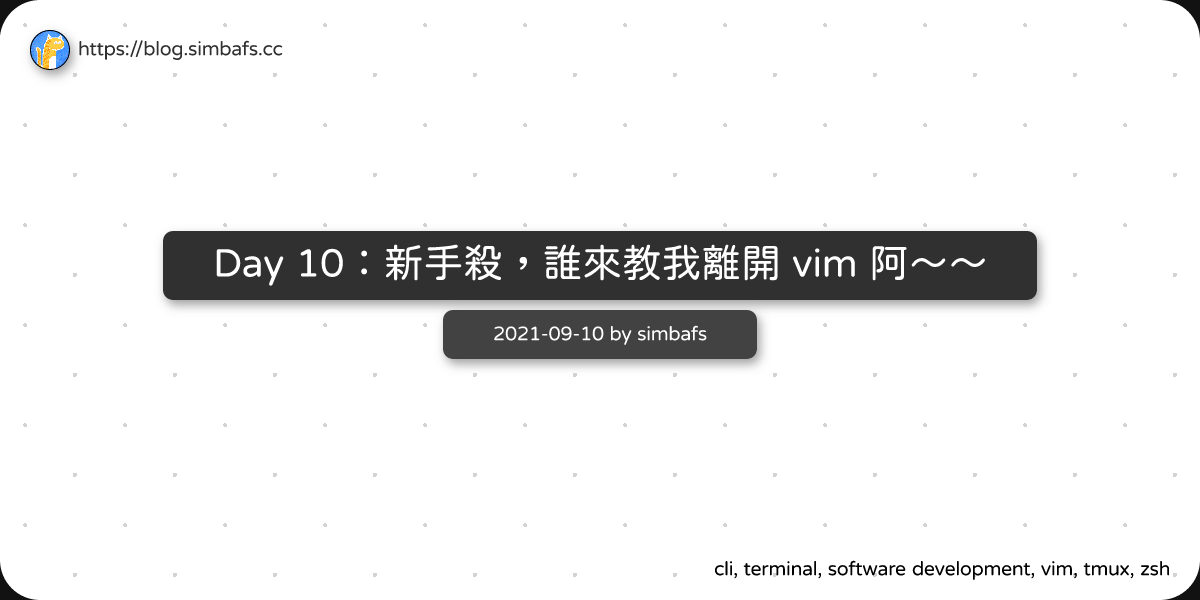 https://blog.simbafs.cc
Day 10：新手殺，誰來教我離開 vim 阿～～
2021-09-10 by simbafs
cli, terminal, software development, vim, tmux, zsh